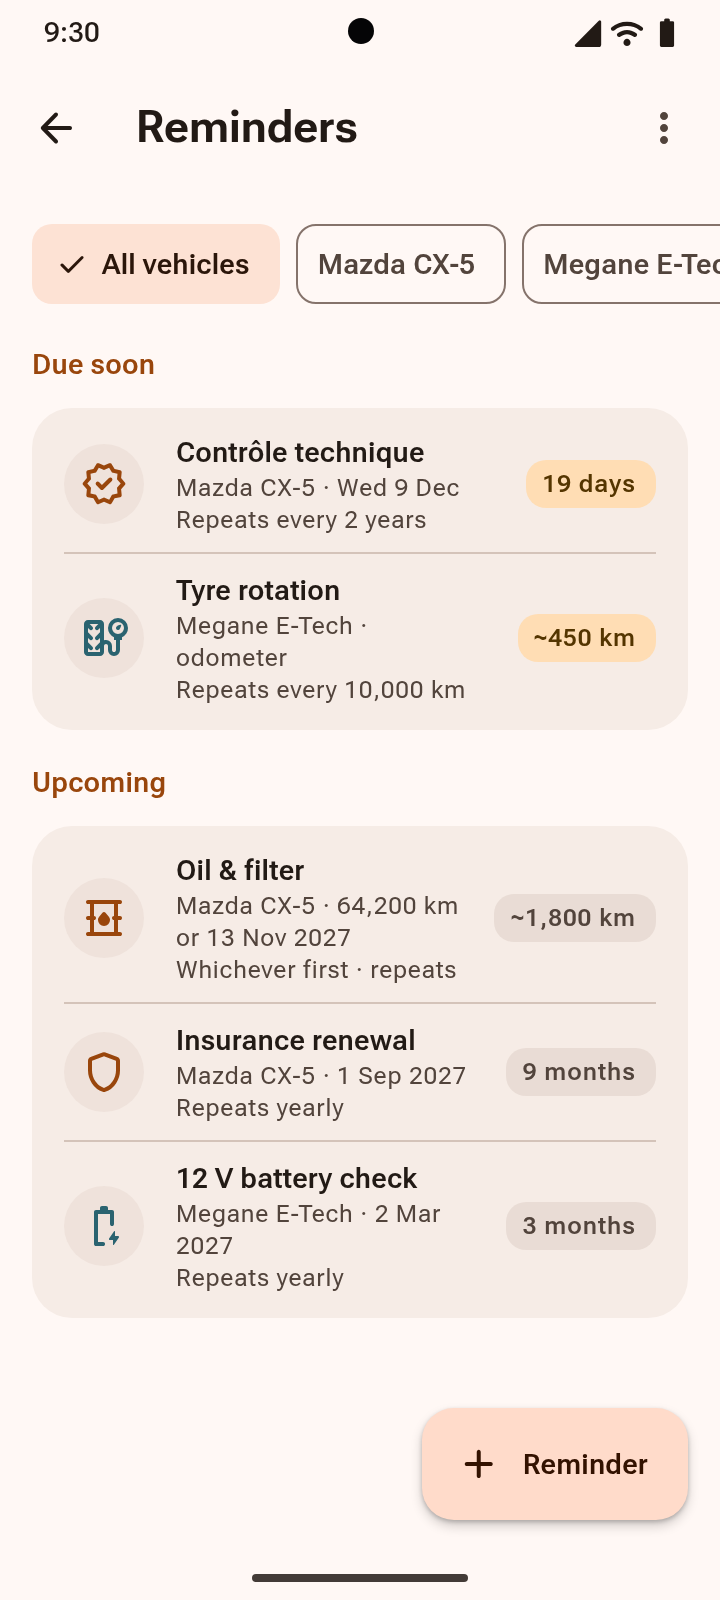 9:30
Reminders
All vehicles
Mazda CX-5
Megane E-Tec
Due soon
Contrôle technique
Mazda CX-5 · Wed 9 Dec
Repeats every 2 years
19 days
Tyre rotation
Megane E-Tech ·
odometer
Repeats every 10,000 km
~450 km
Upcoming
Oil & filter
Mazda CX-5 · 64,200 km
or 13 Nov 2027
Whichever first · repeats
~1,800 km
Insurance renewal
Mazda CX-5 · 1 Sep 2027
Repeats yearly
9 months
12 V battery check
Megane E-Tech · 2 Mar
2027
Repeats yearly
3 months
Reminder